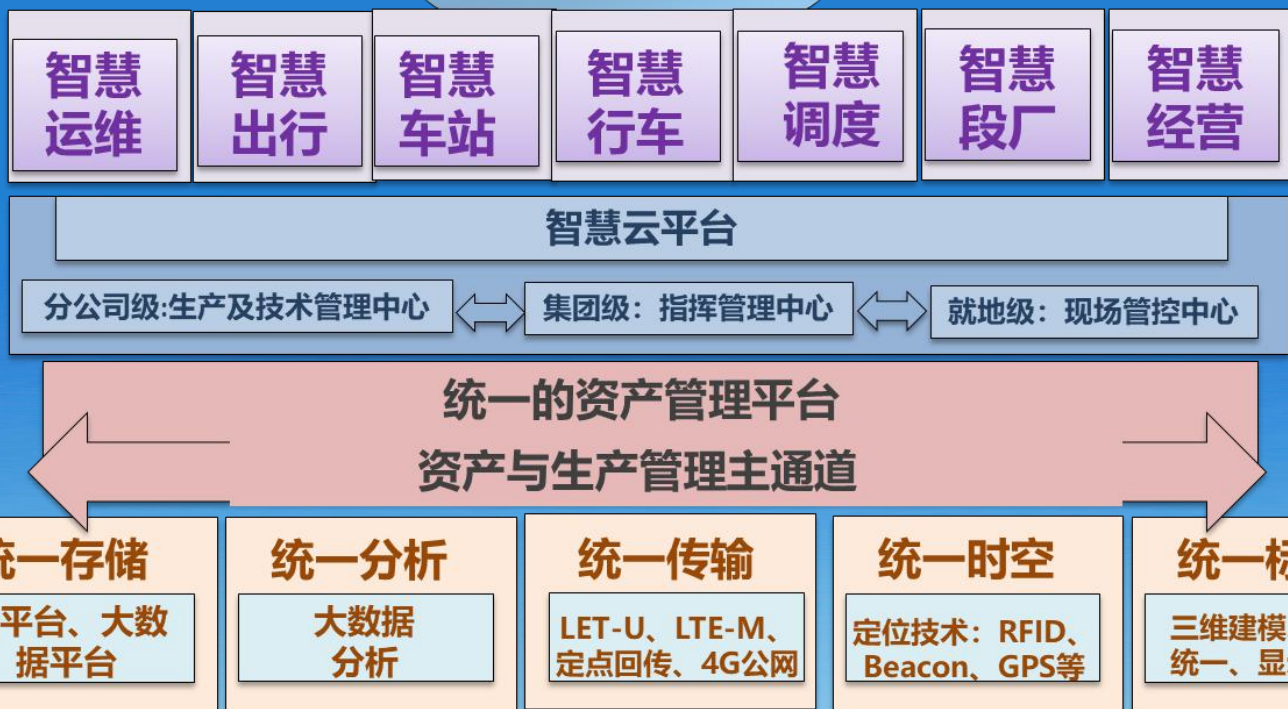 智慧
运维
智慧
出行
智慧
车站
智慧
行车
智慧
调度
智慧
段厂
智慧
经营
智慧云平台
分公司级:生产及技术管理中心
集团级：指挥管理中心
就地级：现场管控中心
统一的资产管理平台
资产与生产管理主通道
统一存储
平台、大数
据平台
统一分析
大数据
分析
统一传输
LET-U、LTE-M、
定点回传、4G公网
统一时空
定位技术：RFID、
Beacon、GPS等
统一标
三维建模
统一、显